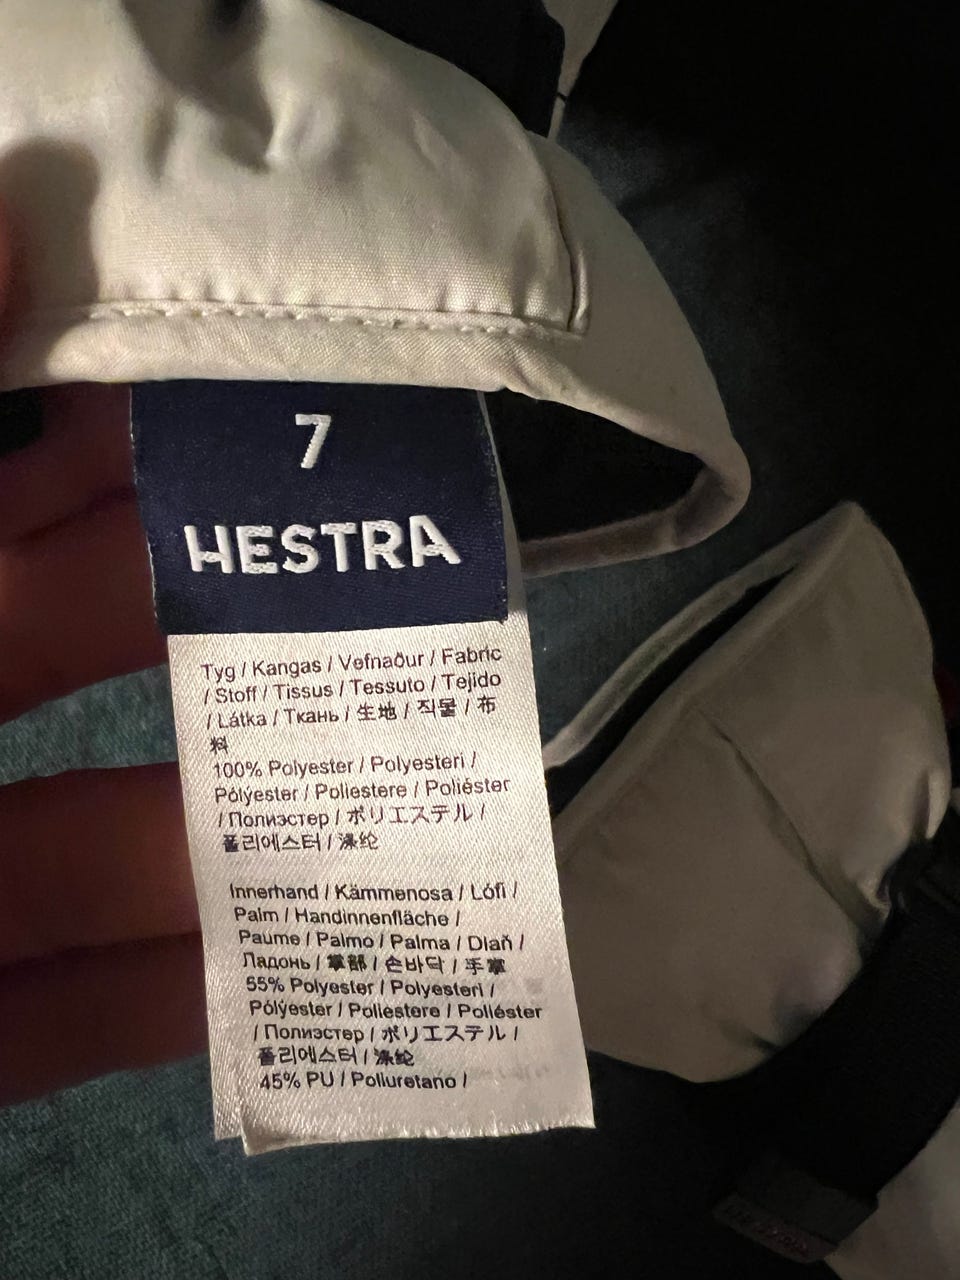 7
HESTRA
Tyg / Kangas / Vefnaður / Fabric
/ Stoff / Tissus / Tessuto / Tejido
/ Látka / Ткань / 生地 / 직물 / 布
料
100% Polyester / Polyesteri /
Pólýester / Poliestere / Poliéster
/ Полиэстер / ポリエステル /
폴리에스터 / 涤纶
Innerhand / Kämmenosa / Lófi /
Palm / Handinnenfläche /
Paume / Palmo / Palma / Dlaň /
Ладонь / 掌部 / 손바닥 / 手掌
55% Polyester / Polyesteri /
Pólýester / Poliestere / Poliéster
/ Полиэстер / ポリエステル /
폴리에스터 / 涤纶
45% PU / Poliuretano /